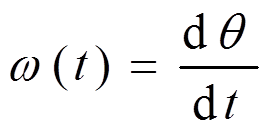 ω(t) = dθ/dt